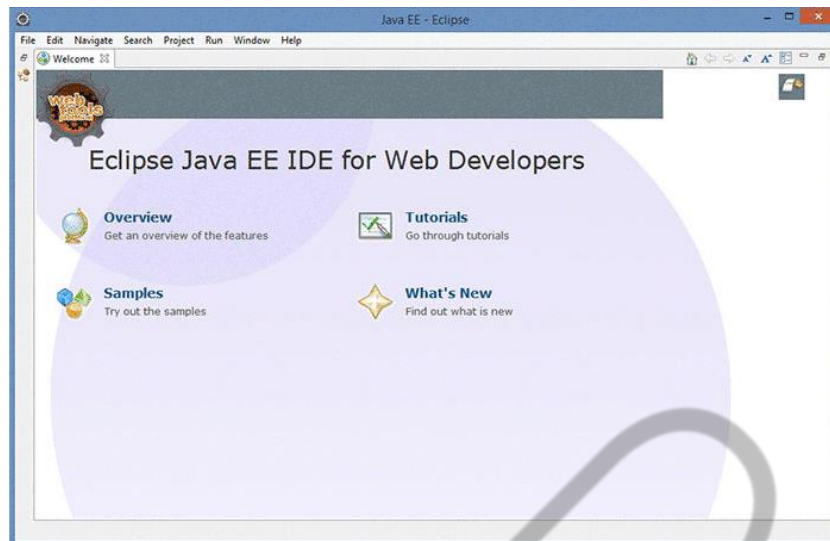 Java EE - Eclipse
File Edit Navigate Search Project Run Window Help
Welcome
web
tools
Eclipse Java EE IDE for Web Developers
Overview
Get an overview of the features
Tutorials
Go through tutorials
Samples
Try out the samples
What's New
Find out what is new